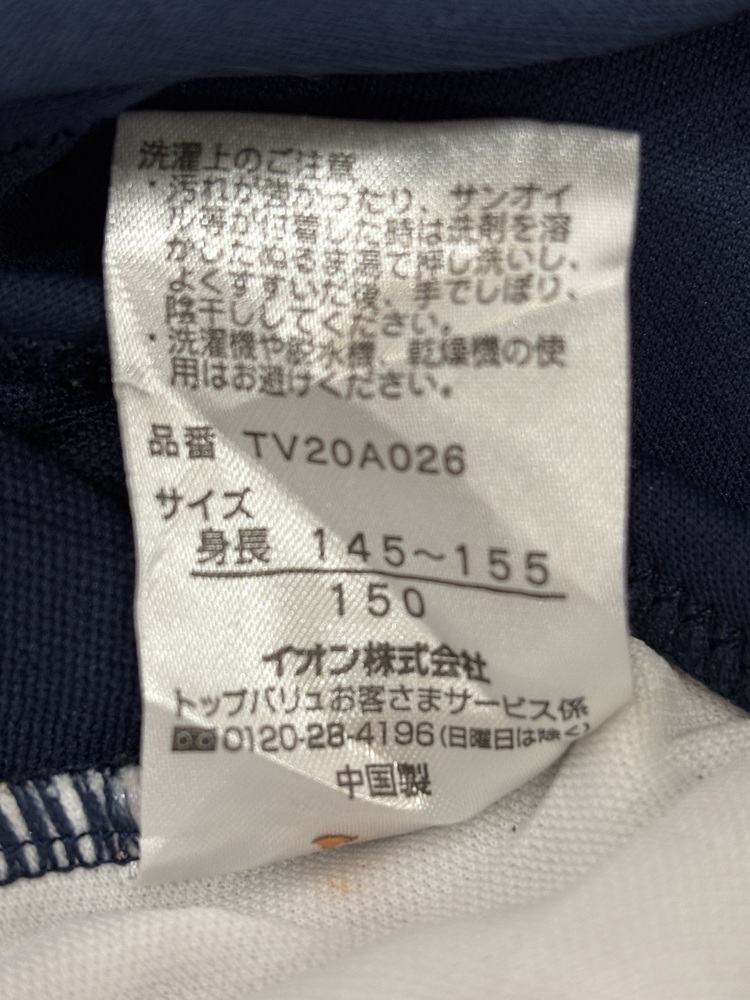 洗濯上のご注意
・汚れが強かったり、サンオイ
ル等が付着した時は洗剤を溶
かしたぬるま湯で押し洗いし、
よくすすいだ後、手でしぼり、
陰干ししてください。
・洗濯機や脱水機、乾燥機の使
用はお避けください。
品番 TV20A026
サイズ
身長 145〜155
150
イオン株式会社
トップバリュお客さまサービス係
0120-28-4196(日曜日は除く)
中国製